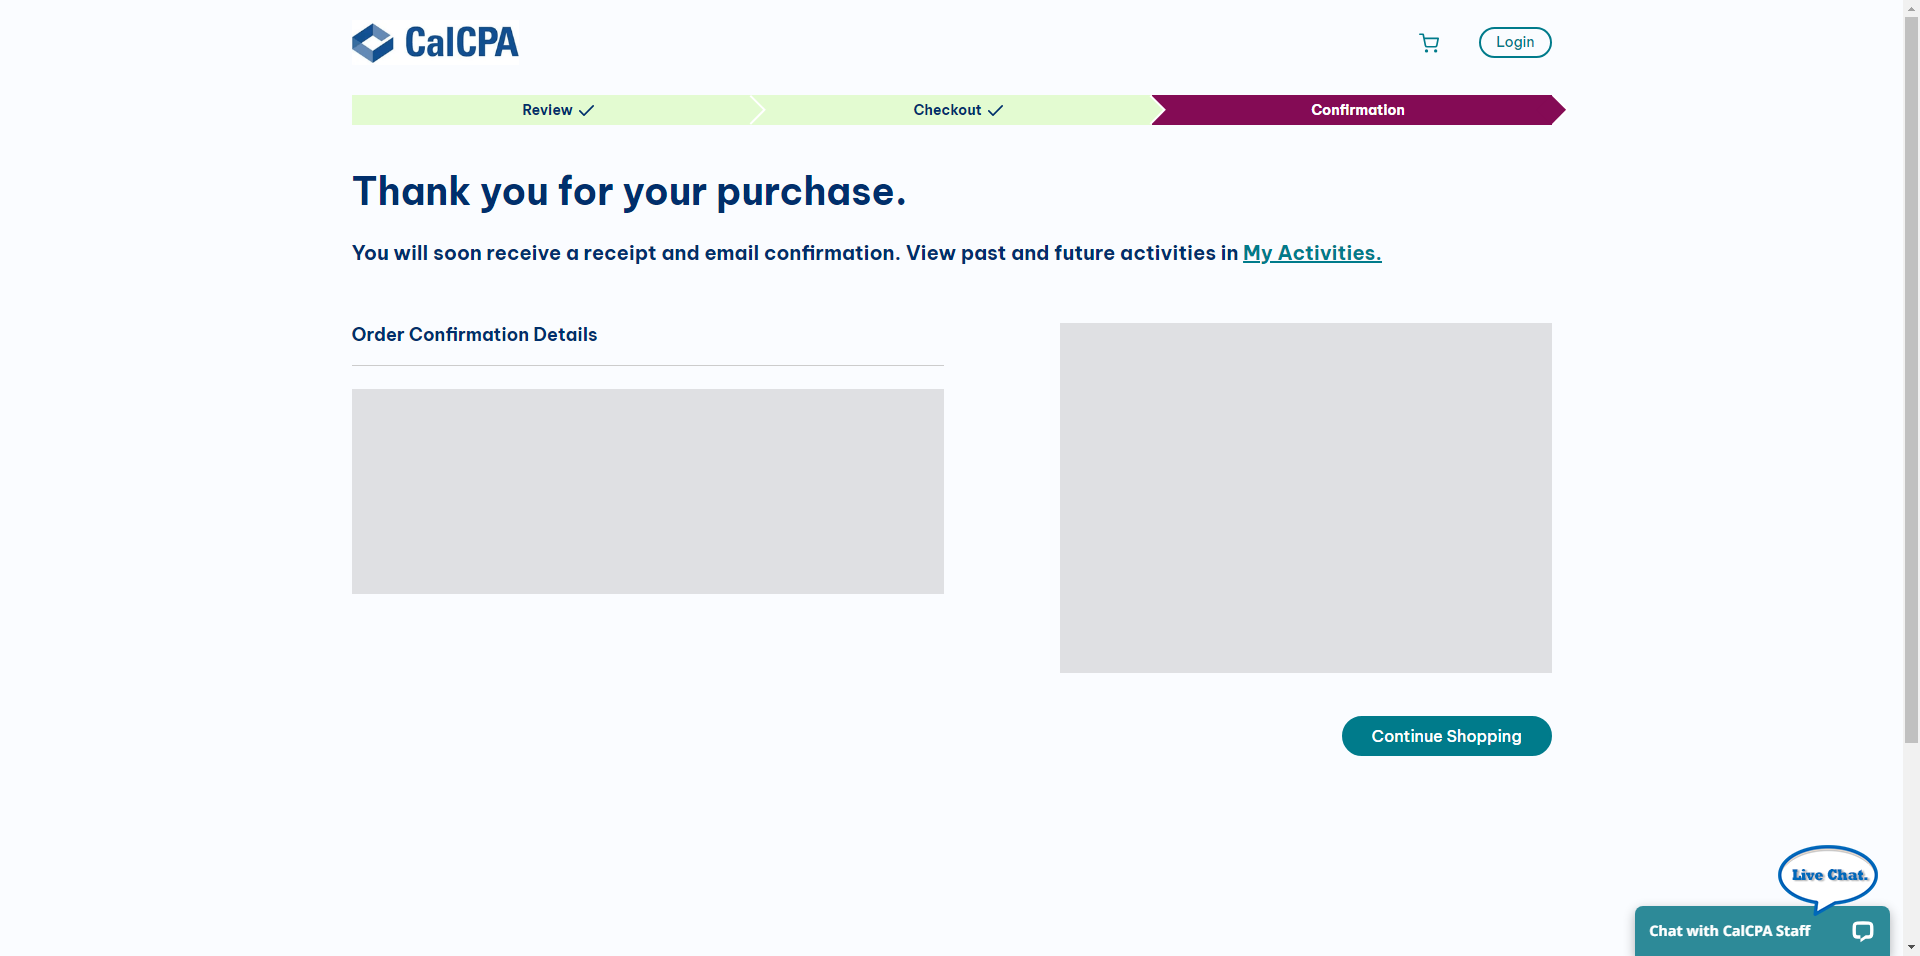 CalCPA
Login
Review
Checkout
Confirmation
Thank you for your purchase.
You will soon receive a receipt and email confirmation. View past and future activities in My Activities.
Order Confirmation Details
Continue Shopping
Live Chat.
Chat with CalCPA Staff